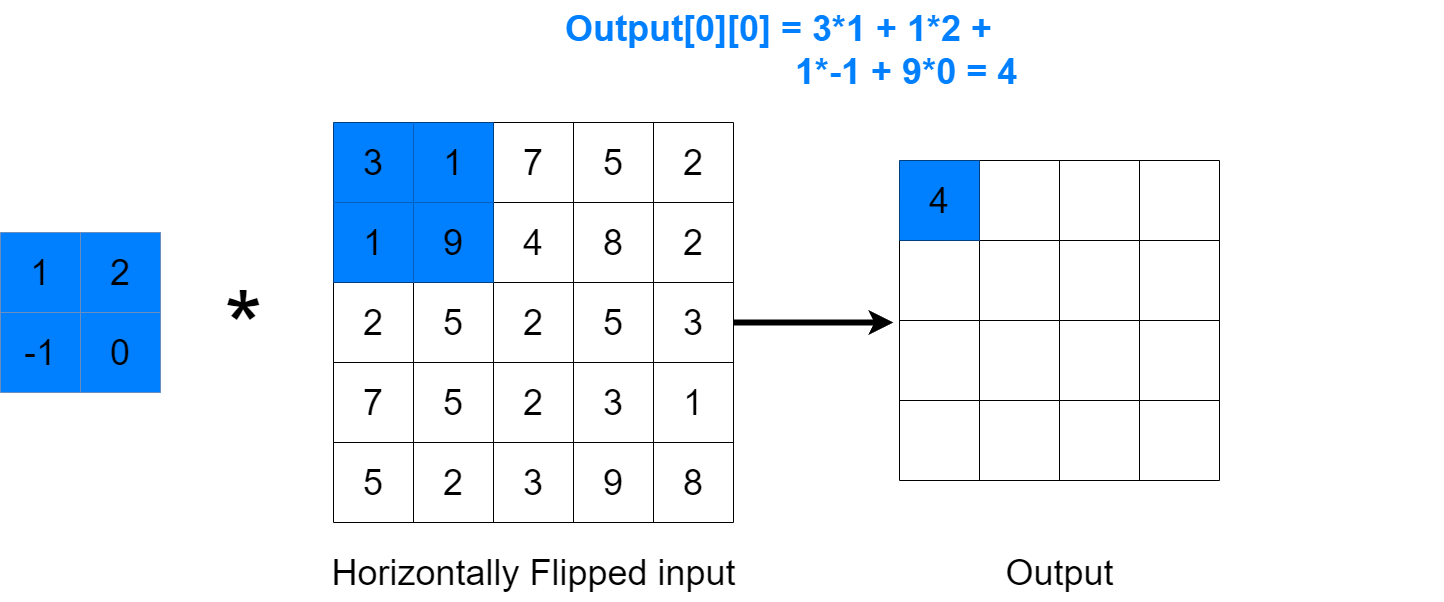 Output[0][0] = 3*1 + 1*2 +
1*-1 + 9*0 = 4
1 2
-1 0
*
3 1 7 5 2
1 9 4 8 2
2 5 2 5 3
7 5 2 3 1
5 2 3 9 8
4
Horizontally Flipped input
Output